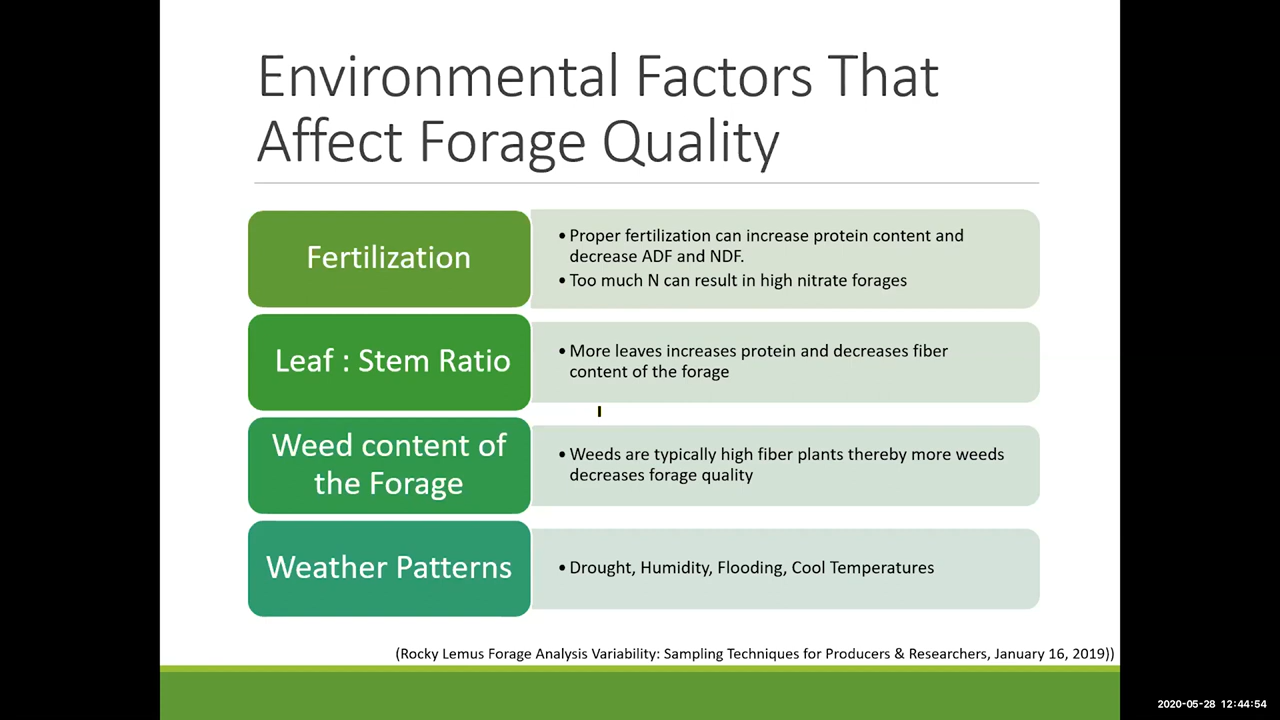 Environmental Factors That
Affect Forage Quality
Fertilization
• Proper fertilization can increase protein content and
decrease ADF and NDF.
• Too much N can result in high nitrate forages
Leaf : Stem Ratio
• More leaves increases protein and decreases fiber
content of the forage
Weed content of
the Forage
• Weeds are typically high fiber plants thereby more weeds
decreases forage quality
Weather Patterns
• Drought, Humidity, Flooding, Cool Temperatures
(Rocky Lemus Forage Analysis Variability: Sampling Techniques for Producers & Researchers, January 16, 2019))
2020-05-28 12:44:54